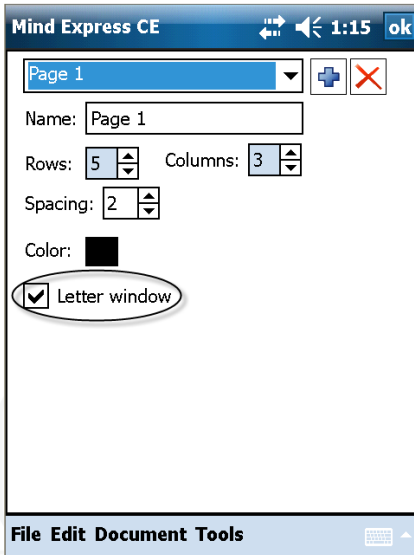 Mind Express CE 1:15 ok
Page 1
Name: Page 1
Rows: 5 Columns: 3
Spacing: 2
Color:
Letter window
File Edit Document Tools